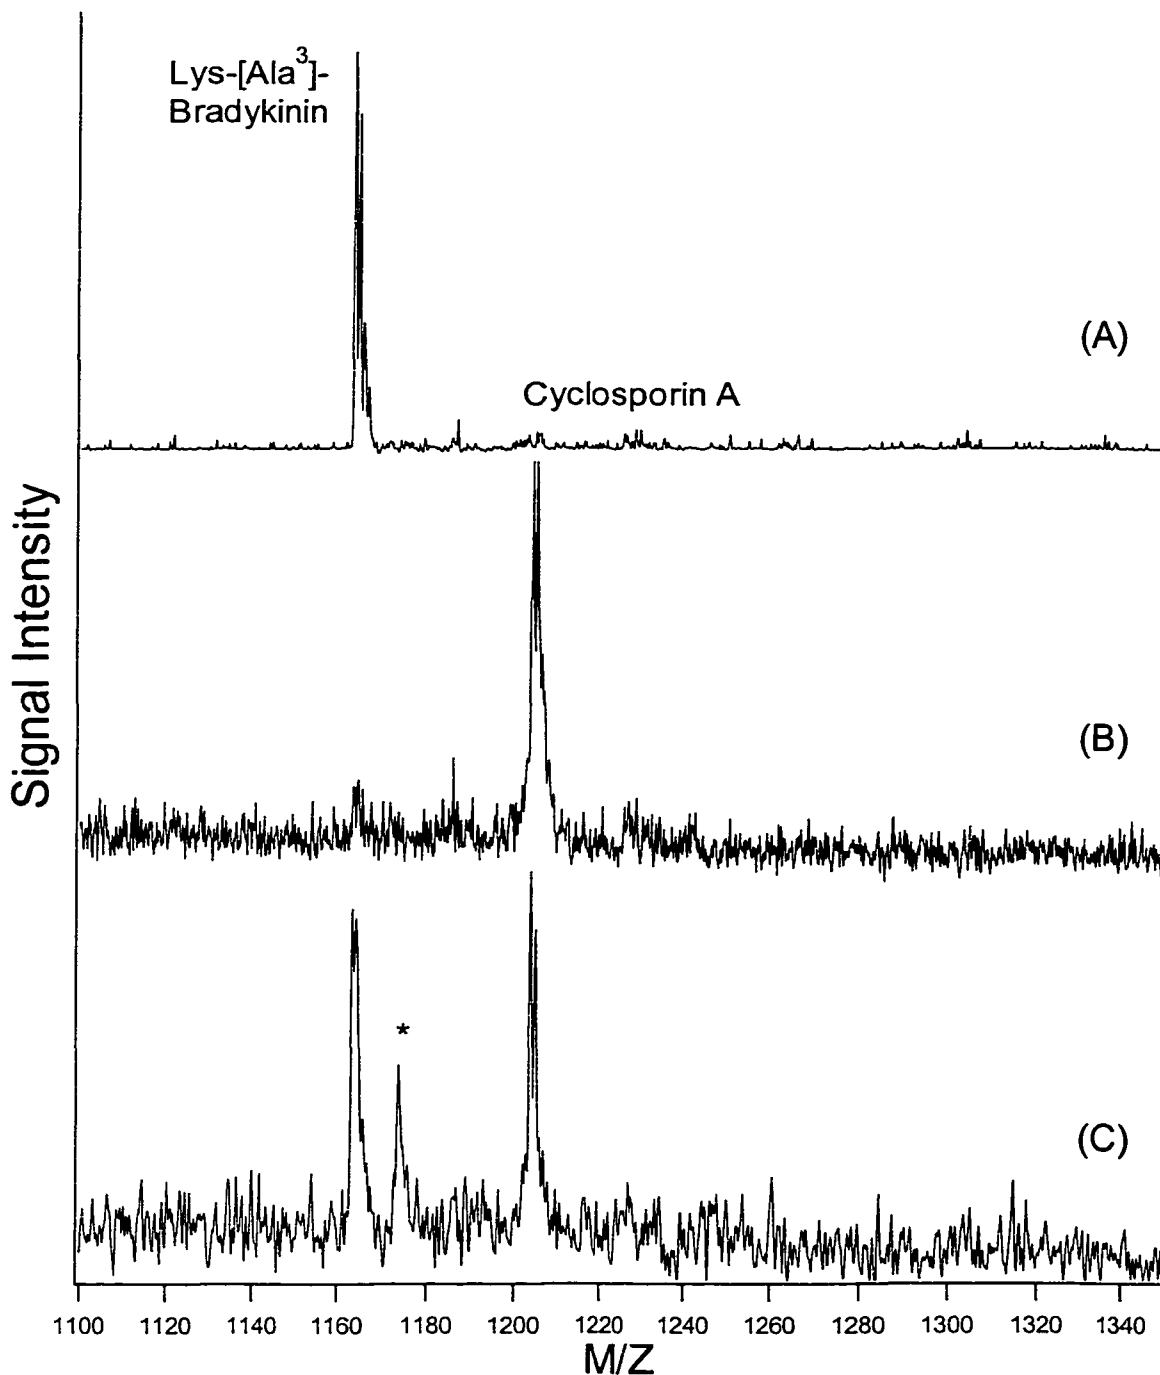 Lys-[Ala³]-
Bradykinin
(A)
Cyclosporin A
Signal Intensity
(B)
*
(C)
1100 1120 1140 1160 1180 1200 1220 1240 1260 1280 1300 1320 1340
M/Z